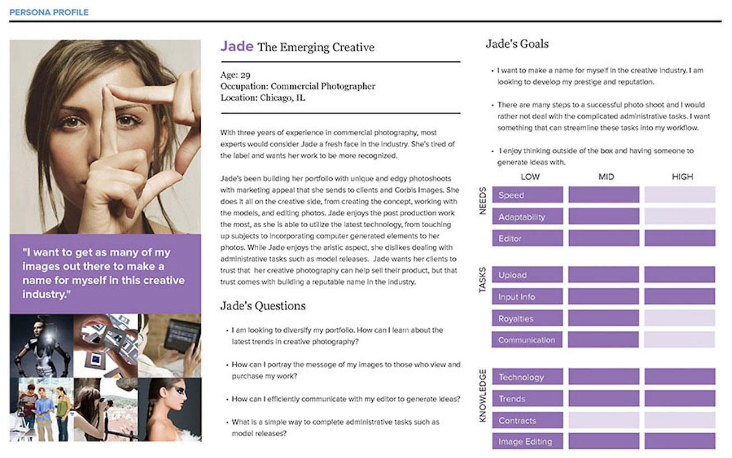 PERSONA PROFILE
"I want to get as many of my
images out there to make a
name for myself in this creative
industry."
Jade The Emerging Creative
Age: 29
Occupation: Commercial Photographer
Location: Chicago, IL
With three years of experience in commercial photography, most
experts would consider Jade a fresh face in the industry. She's tired of
the label and wants her work to be more recognized.
Jade's been building her portfolio with unique and edgy photoshoots
with marketing appeal that she sends to clients and Corbis Images. She
does it all on the creative side, from creating the concept, working with
the models, and editing photos. Jade enjoys the post production work
the most, as she is able to utilize the latest technology, from touching
up subjects to incorporating computer generated elements to her
photos. While Jade enjoys the aristic aspect, she dislikes dealing with
administrative tasks such as model releases. Jade wants her clients to
trust that her creative photography can help sell their product, but that
trust comes with building a reputable name in the industry.
Jade's Questions
• I am looking to diversify my portfolio. How can I learn about the
latest trends in creative photography?
• How can I portray the message of my images to those who view and
purchase my work?
• How can I efficiently communicate with my editor to generate ideas?
• What is a simple way to complete administrative tasks such as
model releases?
Jade's Goals
• I want to make a name for myself in the creative industry. I am
looking to develop my prestige and reputation.
• There are many steps to a successful photo shoot and I would
rather not deal with the complicated administrative tasks. I want
something that can streamline these tasks into my workflow.
• I enjoy thinking outside of the box and having someone to
generate ideas with.
LOW MID HIGH
NEEDS
Speed
Adaptability
Editor
TASKS
Upload
Input Info
Royalties
Communication
KNOWLEDGE
Technology
Trends
Contracts
Image Editing